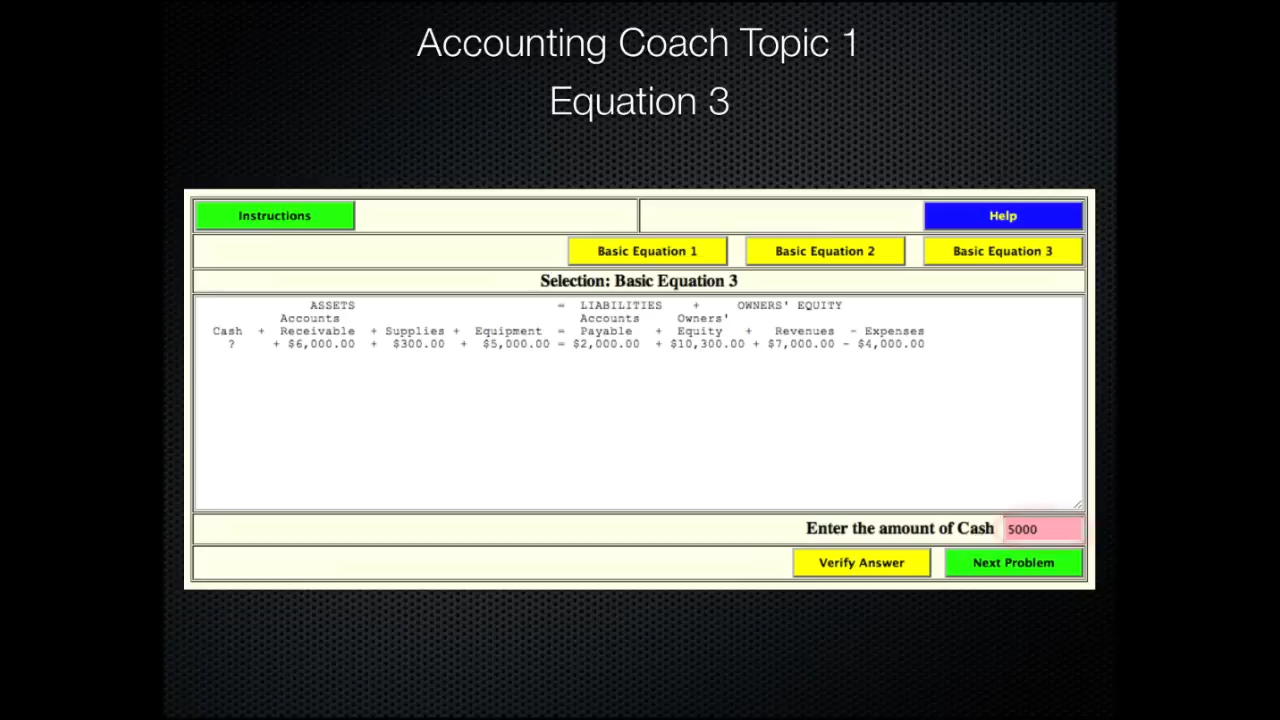 Accounting Coach Topic 1
Equation 3
Instructions
Help
Basic Equation 1
Basic Equation 2
Basic Equation 3
Selection: Basic Equation 3
ASSETS = LIABILITIES + OWNERS' EQUITY
Accounts Accounts Owners'
Cash + Receivable + Supplies + Equipment = Payable + Equity + Revenues - Expenses
? + $6,000.00 + $300.00 + $5,000.00 = $2,000.00 + $10,300.00 + $7,000.00 - $4,000.00
Enter the amount of Cash 5000
Verify Answer
Next Problem